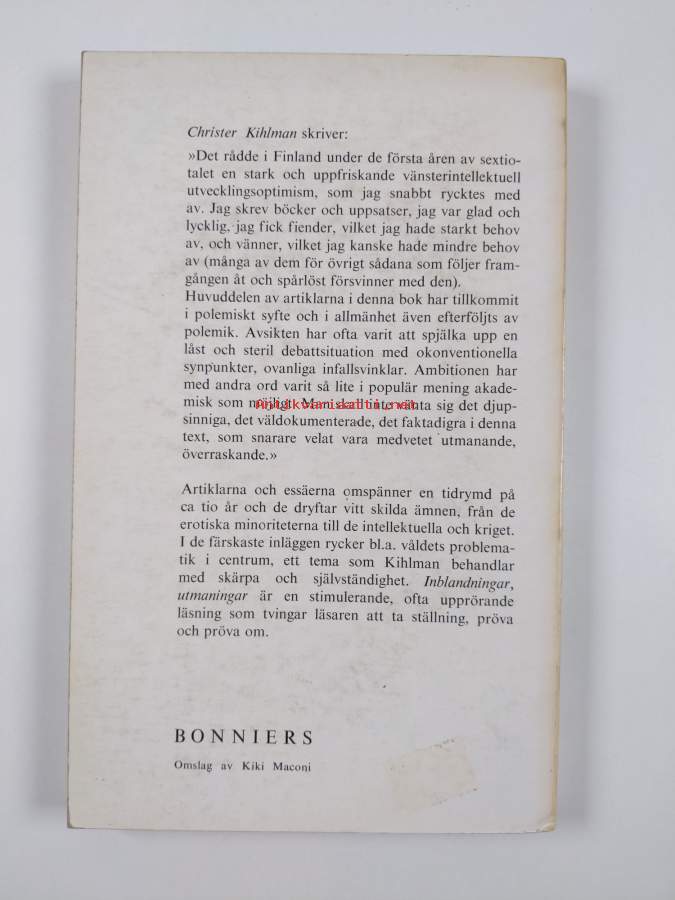 Christer Kihlman skriver:
»Det rådde i Finland under de första åren av sextio-
talet en stark och uppfriskande vänsterintellektuell
utvecklingsoptimism, som jag snabbt rycktes med
av. Jag skrev böcker och uppsatser, jag var glad och
lycklig, jag fick fiender, vilket jag hade starkt behov
av, och vänner, vilket jag kanske hade mindre behov
av (många av dem för övrigt sådana som följer fram-
gången åt och spårlöst försvinner med den).
Huvuddelen av artiklarna i denna bok har tillkommit
i polemiskt syfte och i allmänhet även efterföljts av
polemik. Avsikten har ofta varit att spjälka upp en
låst och steril debattsituation med okonventionella
synpunkter, ovanliga infallsvinklar. Ambitionen har
med andra ord varit så lite i populär mening akade-
misk som möjligt. Man skall inte vänta sig det djup-
Antikvariaatti.net
sinniga, det väldokumenterade, det faktadigra i denna
text, som snarare velat vara medvetet utmanande,
överraskande.»
Artiklarna och essäerna omspänner en tidrymd på
ca tio år och de dryftar vitt skilda ämnen, från de
erotiska minoriteterna till de intellektuella och kriget.
I de färskaste inläggen rycker bl.a. våldets problema-
tik i centrum, ett tema som Kihlman behandlar
med skärpa och självständighet. Inblandningar,
utmaningar är en stimulerande, ofta upprörande
läsning som tvingar läsaren att ta ställning, pröva
och pröva om.
BONNIERS
Omslag av Kiki Maconi